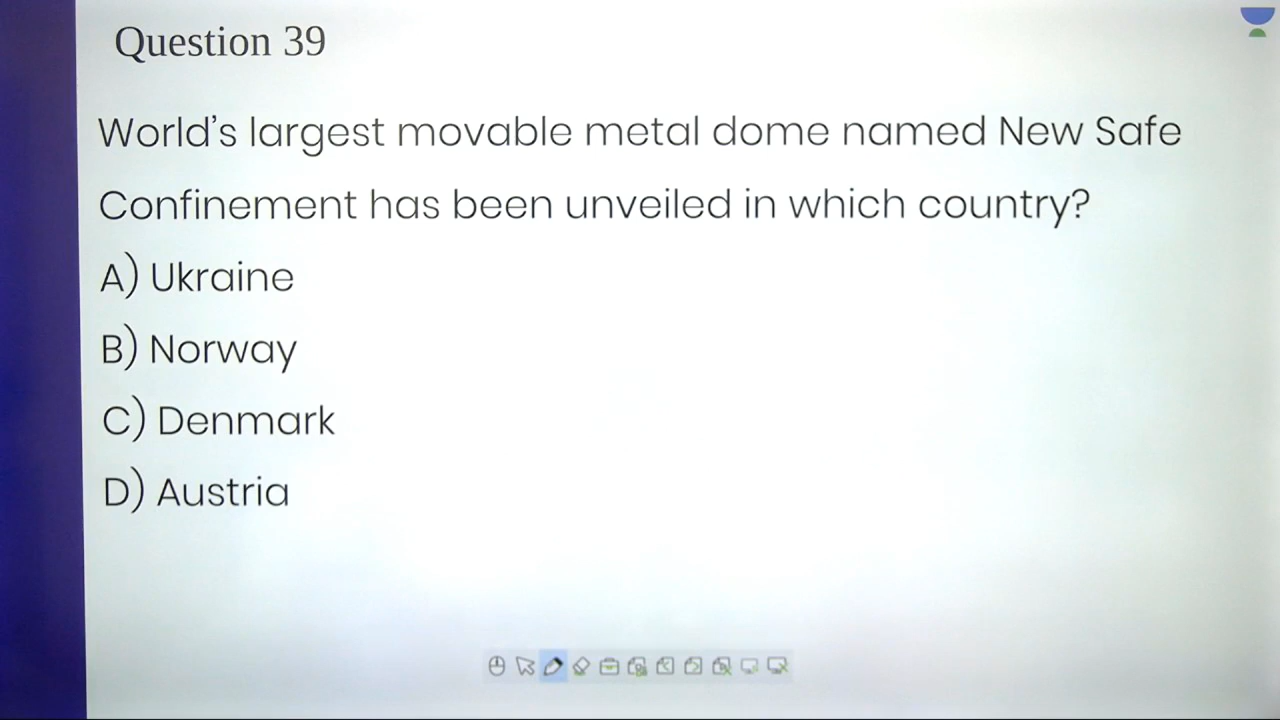 Question 39
World's largest movable metal dome named New Safe
Confinement has been unveiled in which country?
A) Ukraine
B) Norway
C) Denmark
D) Austria